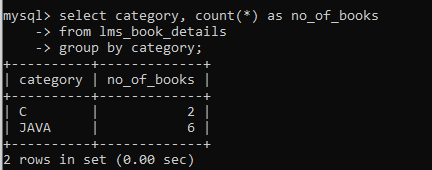 mysql> select category, count(*) as no_of_books
    -> from lms_book_details
    -> group by category;
+----------+-------------+
| category | no_of_books |
+----------+-------------+
| C        |           2 |
| JAVA     |           6 |
+----------+-------------+
2 rows in set (0.00 sec)